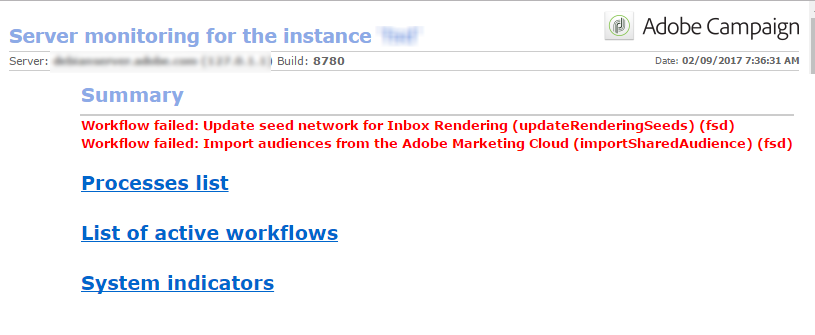 Server monitoring for the instance
Adobe Campaign
Server: Build: 8780
Date: 02/09/2017 7:36:31 AM
Summary
Workflow failed: Update seed network for Inbox Rendering (updateRenderingSeeds) (fsd)
Workflow failed: Import audiences from the Adobe Marketing Cloud (importSharedAudience) (fsd)
Processes list
List of active workflows
System indicators